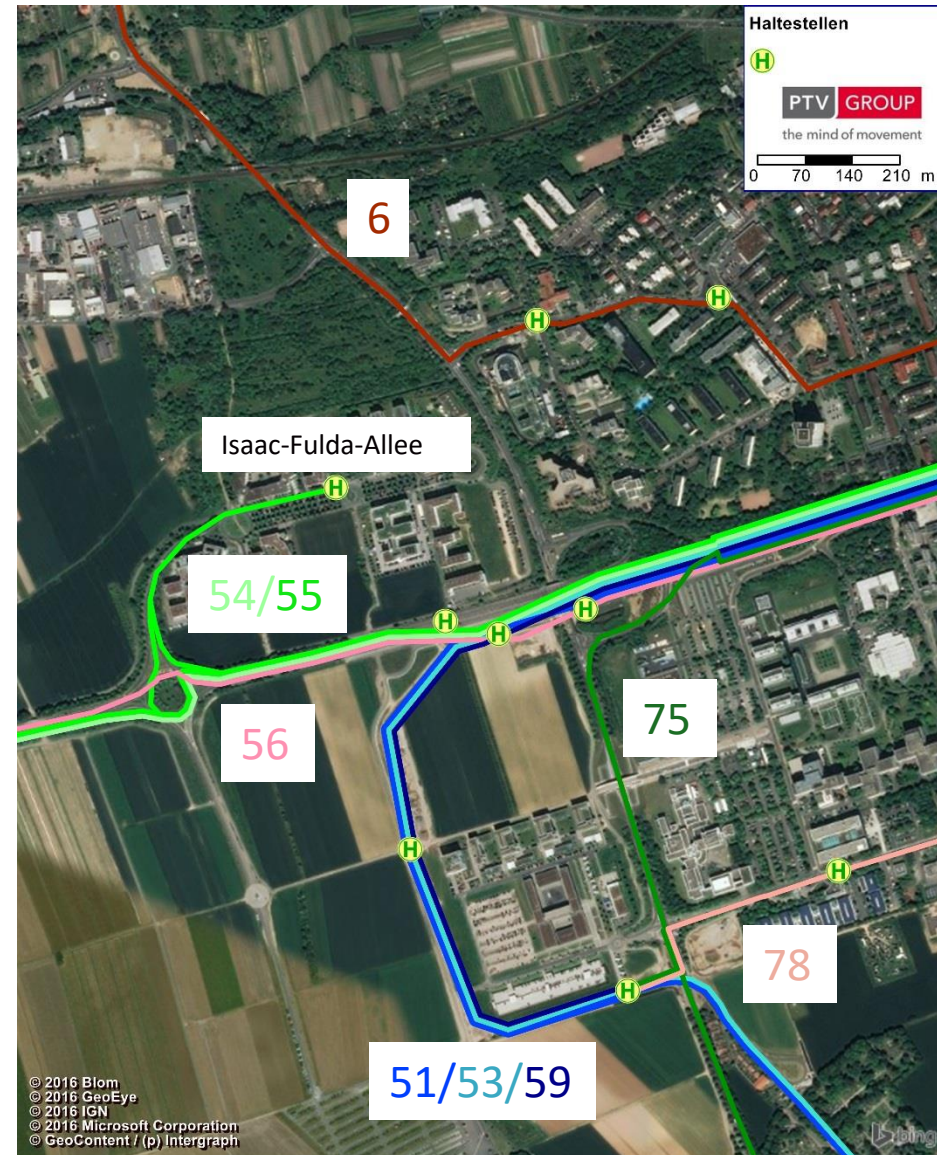 Haltestellen
H
PTV GROUP
the mind of movement
0 70 140 210 m
6
H
H
Isaac-Fulda-Allee
H
54/55
H
H
H
56
75
H
H
78
H
51/53/59
© 2016 Blom
© 2016 GeoEye
© 2016 IGN
© 2016 Microsoft Corporation
© GeoContent / (p) Intergraph
bing